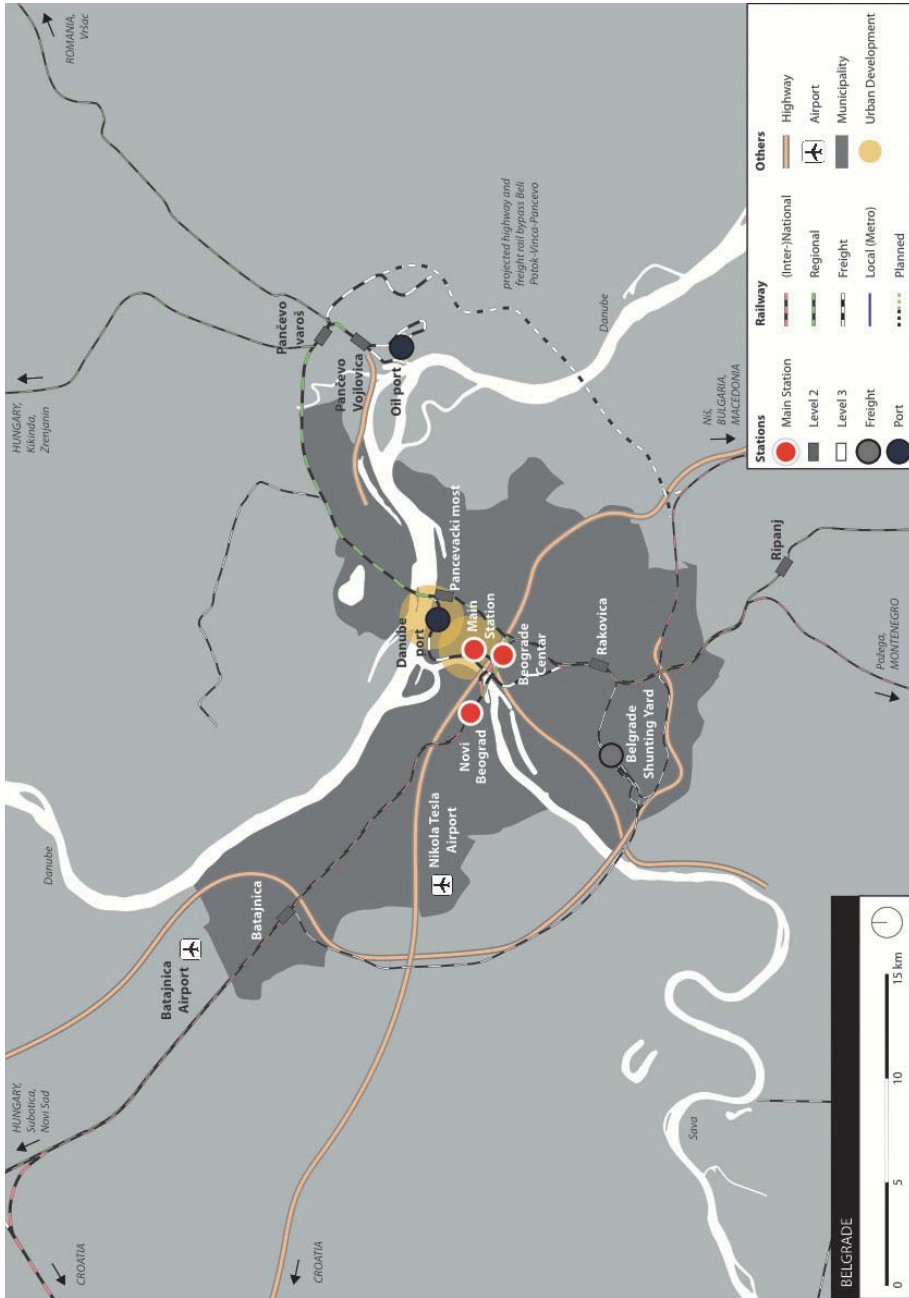 ROMANIA,
Vršac
HUNGARY,
Kikinda,
Zrenjanin
Pančevo
varoš
Pančevo
Vojlovica
Oil port
projected highway and
freight rail bypass Beli
Potok-Vinca-Pancevo
Danube
Niš,
BULGARIA,
MACEDONIA
Pancevacki most
Danube
port
Main
Station
Beograde
Centar
Novi
Beograd
Rakovica
Ripanj
Požega,
MONTENEGRO
Belgrade
Shunting Yard
Danube
Nikola Tesla
Airport
Batajnica
Batajnica
Airport
HUNGARY,
Subotica,
Novi Sad
CROATIA
CROATIA
Sava
Stations
Main Station
Level 2
Level 3
Freight
Port
Railway
(Inter-)National
Regional
Freight
Local (Metro)
Planned
Others
Highway
Airport
Municipality
Urban Development
BELGRADE
0 5 10 15 km